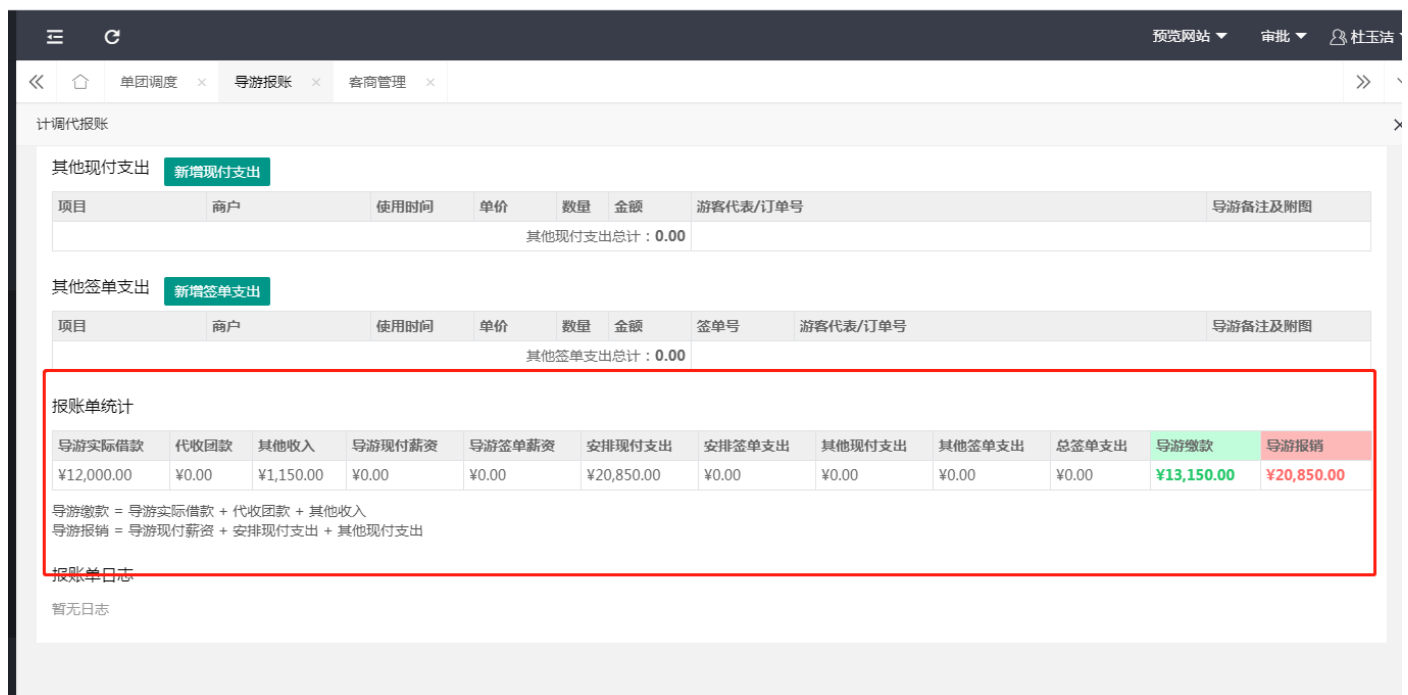 预览网站 审批 杜玉洁
单团调度 导游报账 客商管理
计调代报账
其他现付支出 新增现付支出
项目 商户 使用时间 单价 数量 金额 游客代表/订单号 导游备注及附图
其他现付支出总计：0.00
其他签单支出 新增签单支出
项目 商户 使用时间 单价 数量 金额 签单号 游客代表/订单号 导游备注及附图
其他签单支出总计：0.00
报账单统计
导游实际借款 代收团款 其他收入 导游现付薪资 导游签单薪资 安排现付支出 安排签单支出 其他现付支出 其他签单支出 总签单支出 导游缴款 导游报销
¥12,000.00 ¥0.00 ¥1,150.00 ¥0.00 ¥0.00 ¥20,850.00 ¥0.00 ¥0.00 ¥0.00 ¥0.00 ¥13,150.00 ¥20,850.00
导游缴款 = 导游实际借款 + 代收团款 + 其他收入
导游报销 = 导游现付薪资 + 安排现付支出 + 其他现付支出
报账单日志
暂无日志